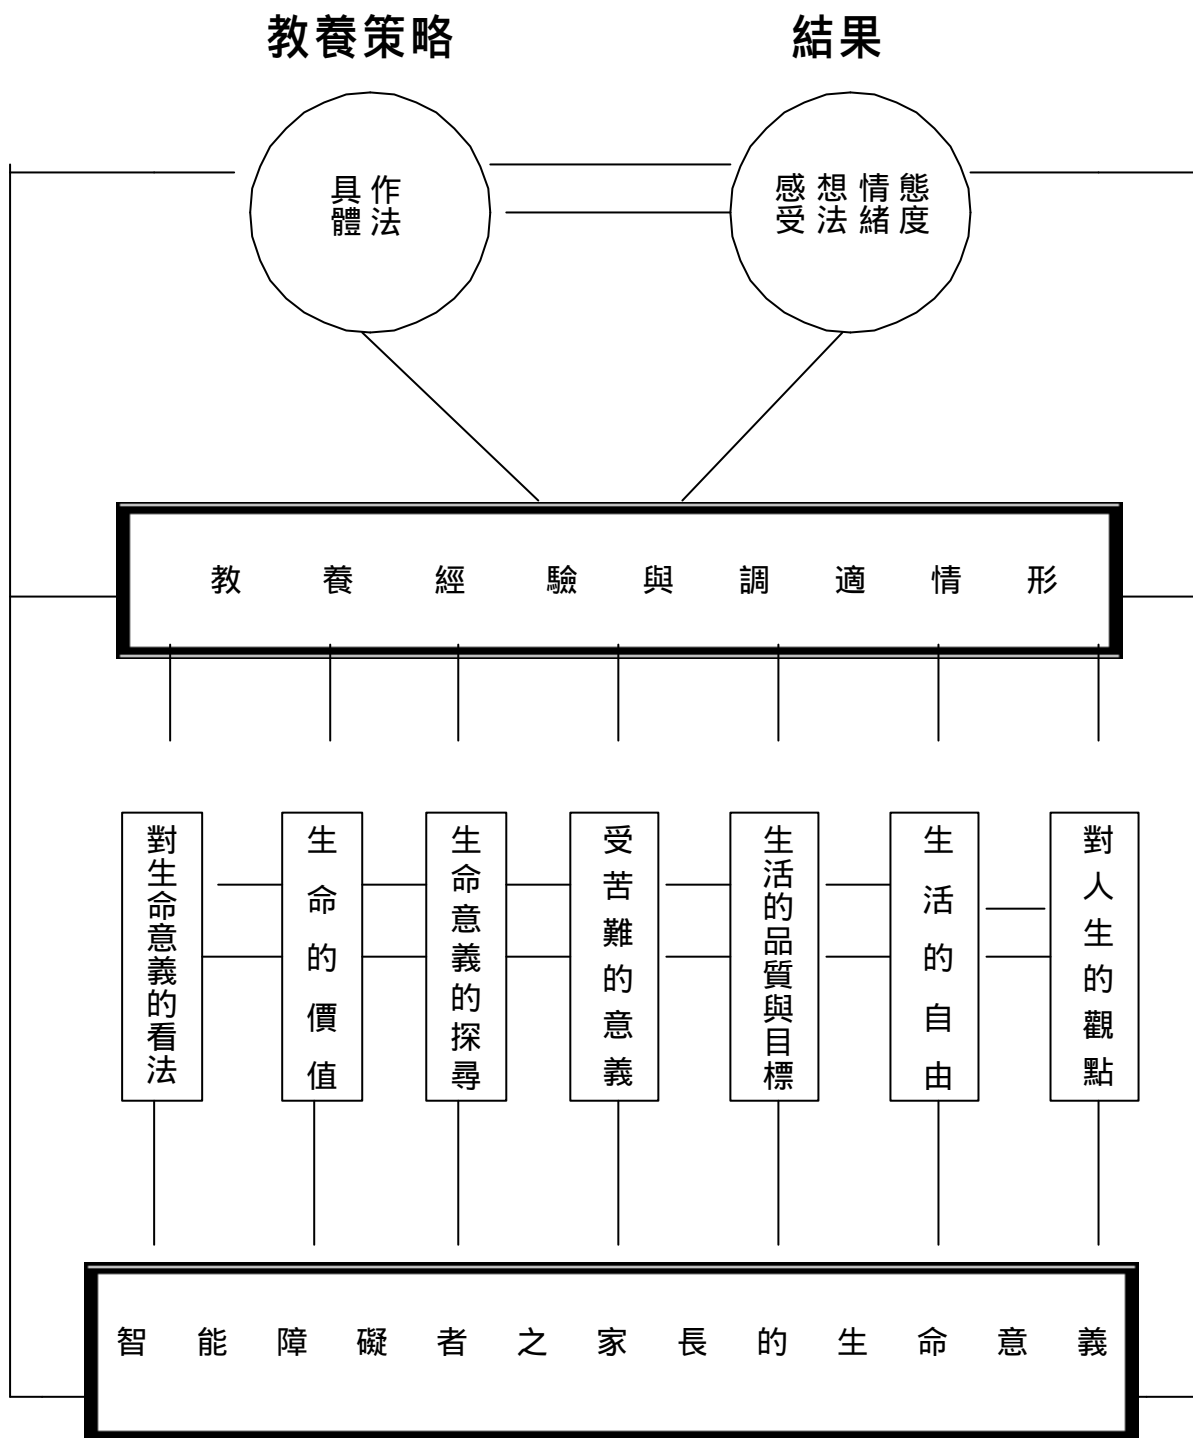 教養策略
結果
具體
作法
感受
想法
情緒
態度
教養經驗與調適情形
對生命意義的看法
生命的價值
生命意義的探尋
受苦難的意義
生活的品質與目標
生活的自由
對人生的觀點
智能障礙者之家長的生命意義